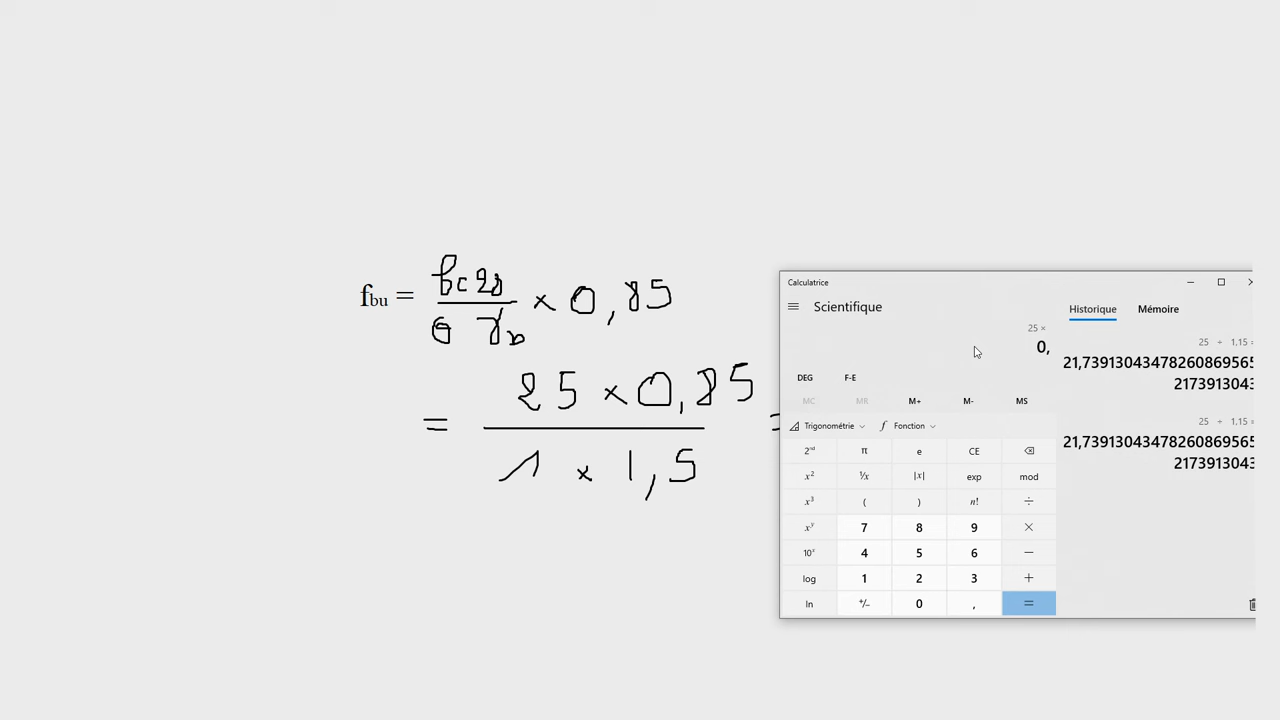 fbu = fc28 / θ γb × 0,85
= 25 × 0,85 / 1 × 1,5 =
Calculatrice
Scientifique
25 ×
0,
DEG F-E
MC MR M+ M- MS
Trigonométrie Fonction
2nd π e CE
x² ¹/x |x| exp mod
x³ ( ) n! ÷
xʸ 7 8 9 ×
10ˣ 4 5 6 −
log 1 2 3 +
ln +/− 0 , =
Historique Mémoire
25 ÷ 1,15 =
21,73913043478260869565
2173913043
25 ÷ 1,15 =
21,73913043478260869565
2173913043